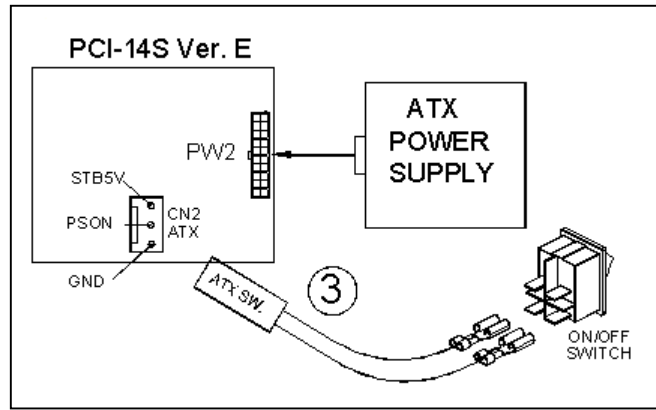 PCI-14S Ver. E
ATX
POWER
SUPPLY
PW2
STB5V
PSON
CN2
ATX
GND
ATX SW.
3
ON/OFF
SWITCH